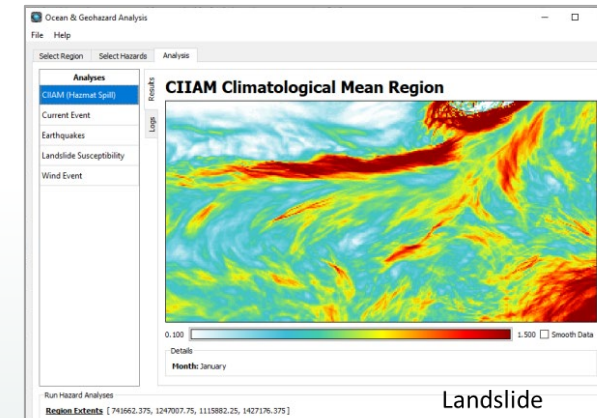 Ocean & Geohazard Analysis
File Help
Select Region Select Hazards Analysis
Analyses
CIIAM (Hazmat Spill)
Current Event
Earthquakes
Landslide Susceptibility
Wind Event
Results
Logs
CIIAM Climatological Mean Region
0.100 1.500 Smooth Data
Details
Month: January
Run Hazard Analyses
Region Extents [ 741662.375, 1247007.75, 1115882.25, 1427176.375 ]
Landslide